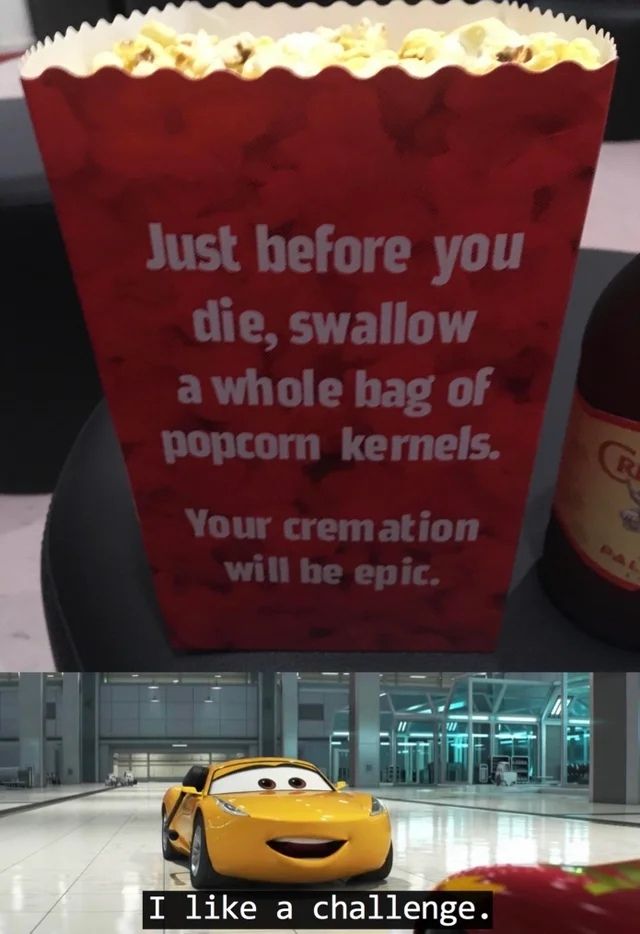 Just before you
die, swallow
a whole bag of
popcorn kernels.
Your cremation
will be epic.
I like a challenge.